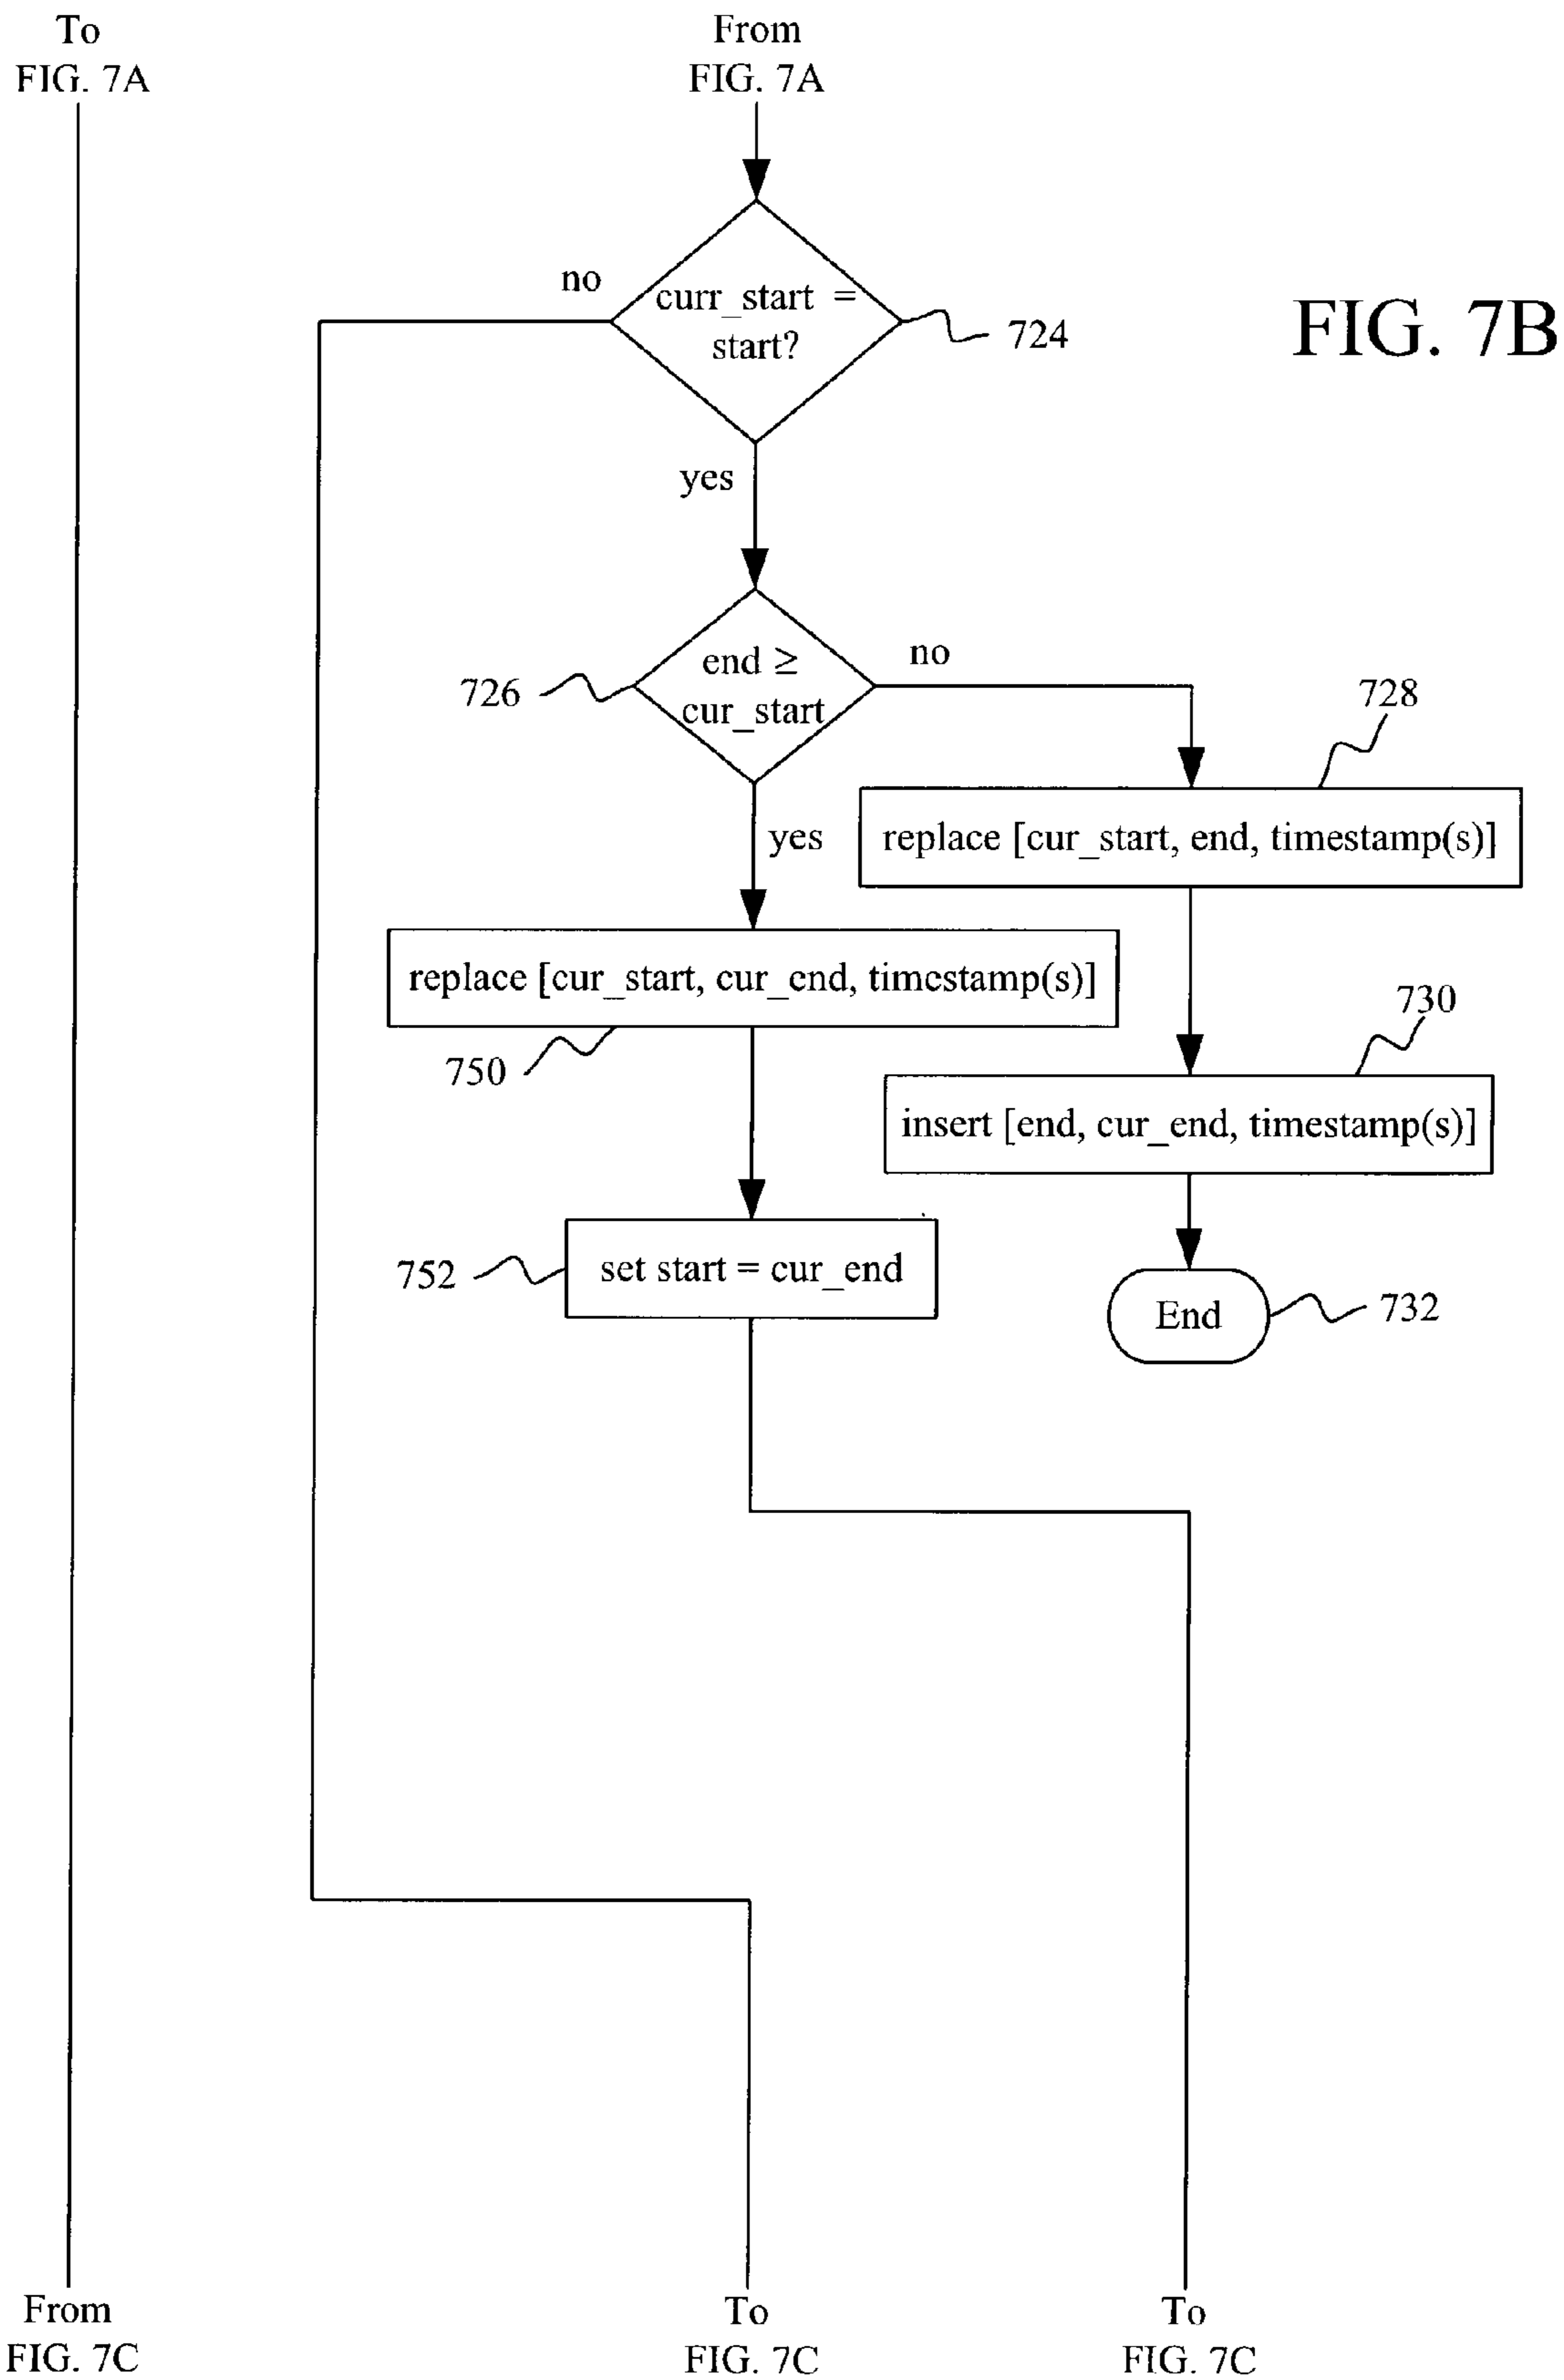 To
FIG. 7A
From
FIG. 7A
no
curr_start =
start?
724
FIG. 7B
yes
end ≥
cur_start
726
no
728
yes
replace [cur_start, end, timestamp(s)]
replace [cur_start, cur_end, timestamp(s)]
750
730
insert [end, cur_end, timestamp(s)]
752
set start = cur_end
End
732
From
FIG. 7C
To
FIG. 7C
To
FIG. 7C